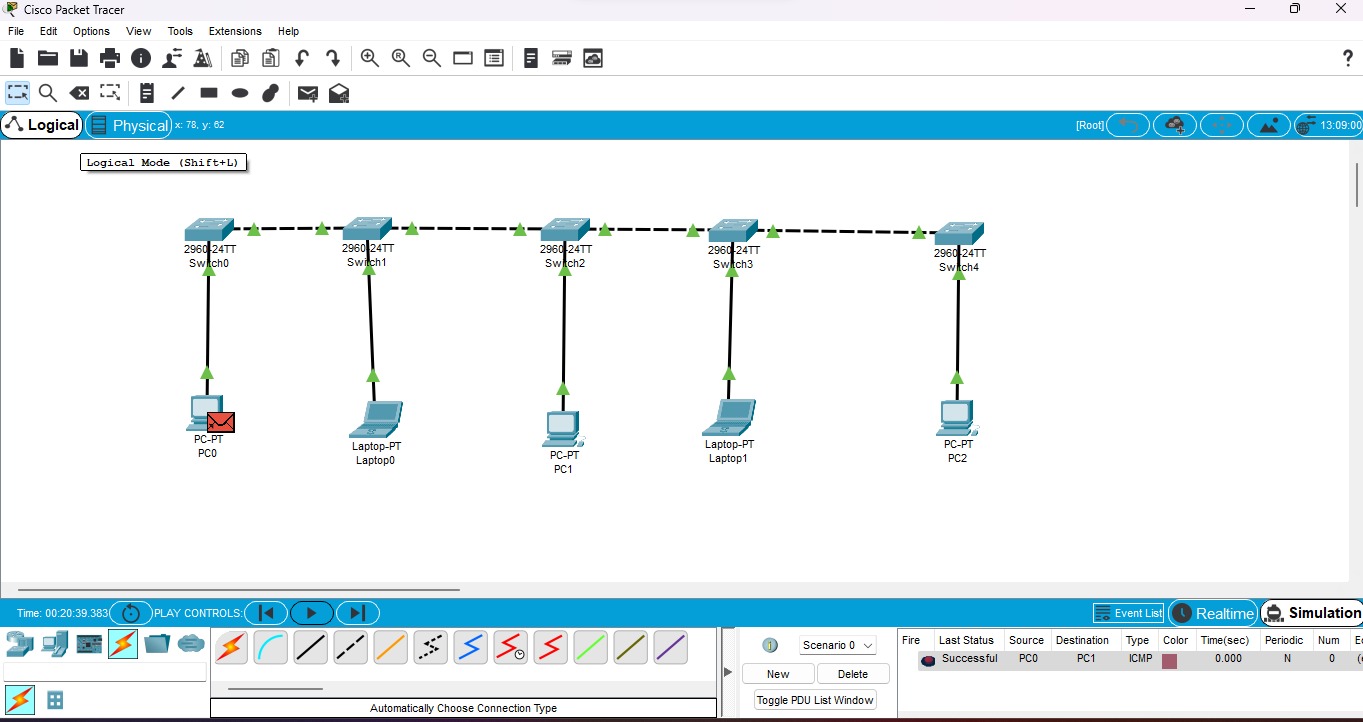 Cisco Packet Tracer
File Edit Options View Tools Extensions Help
Logical Physical x: 78, y: 62 [Root] 13:09:00
Logical Mode (Shift+L)
2960-24TT
Switch0
2960-24TT
Switch1
2960-24TT
Switch2
2960-24TT
Switch3
2960-24TT
Switch4
PC-PT
PC0
Laptop-PT
Laptop0
PC-PT
PC1
Laptop-PT
Laptop1
PC-PT
PC2
Time: 00:20:39.383 PLAY CONTROLS: Event List Realtime Simulation
Scenario 0
New Delete
Toggle PDU List Window
Fire Last Status Source Destination Type Color Time(sec) Periodic Num
Successful PC0 PC1 ICMP 0.000 N 0
Automatically Choose Connection Type